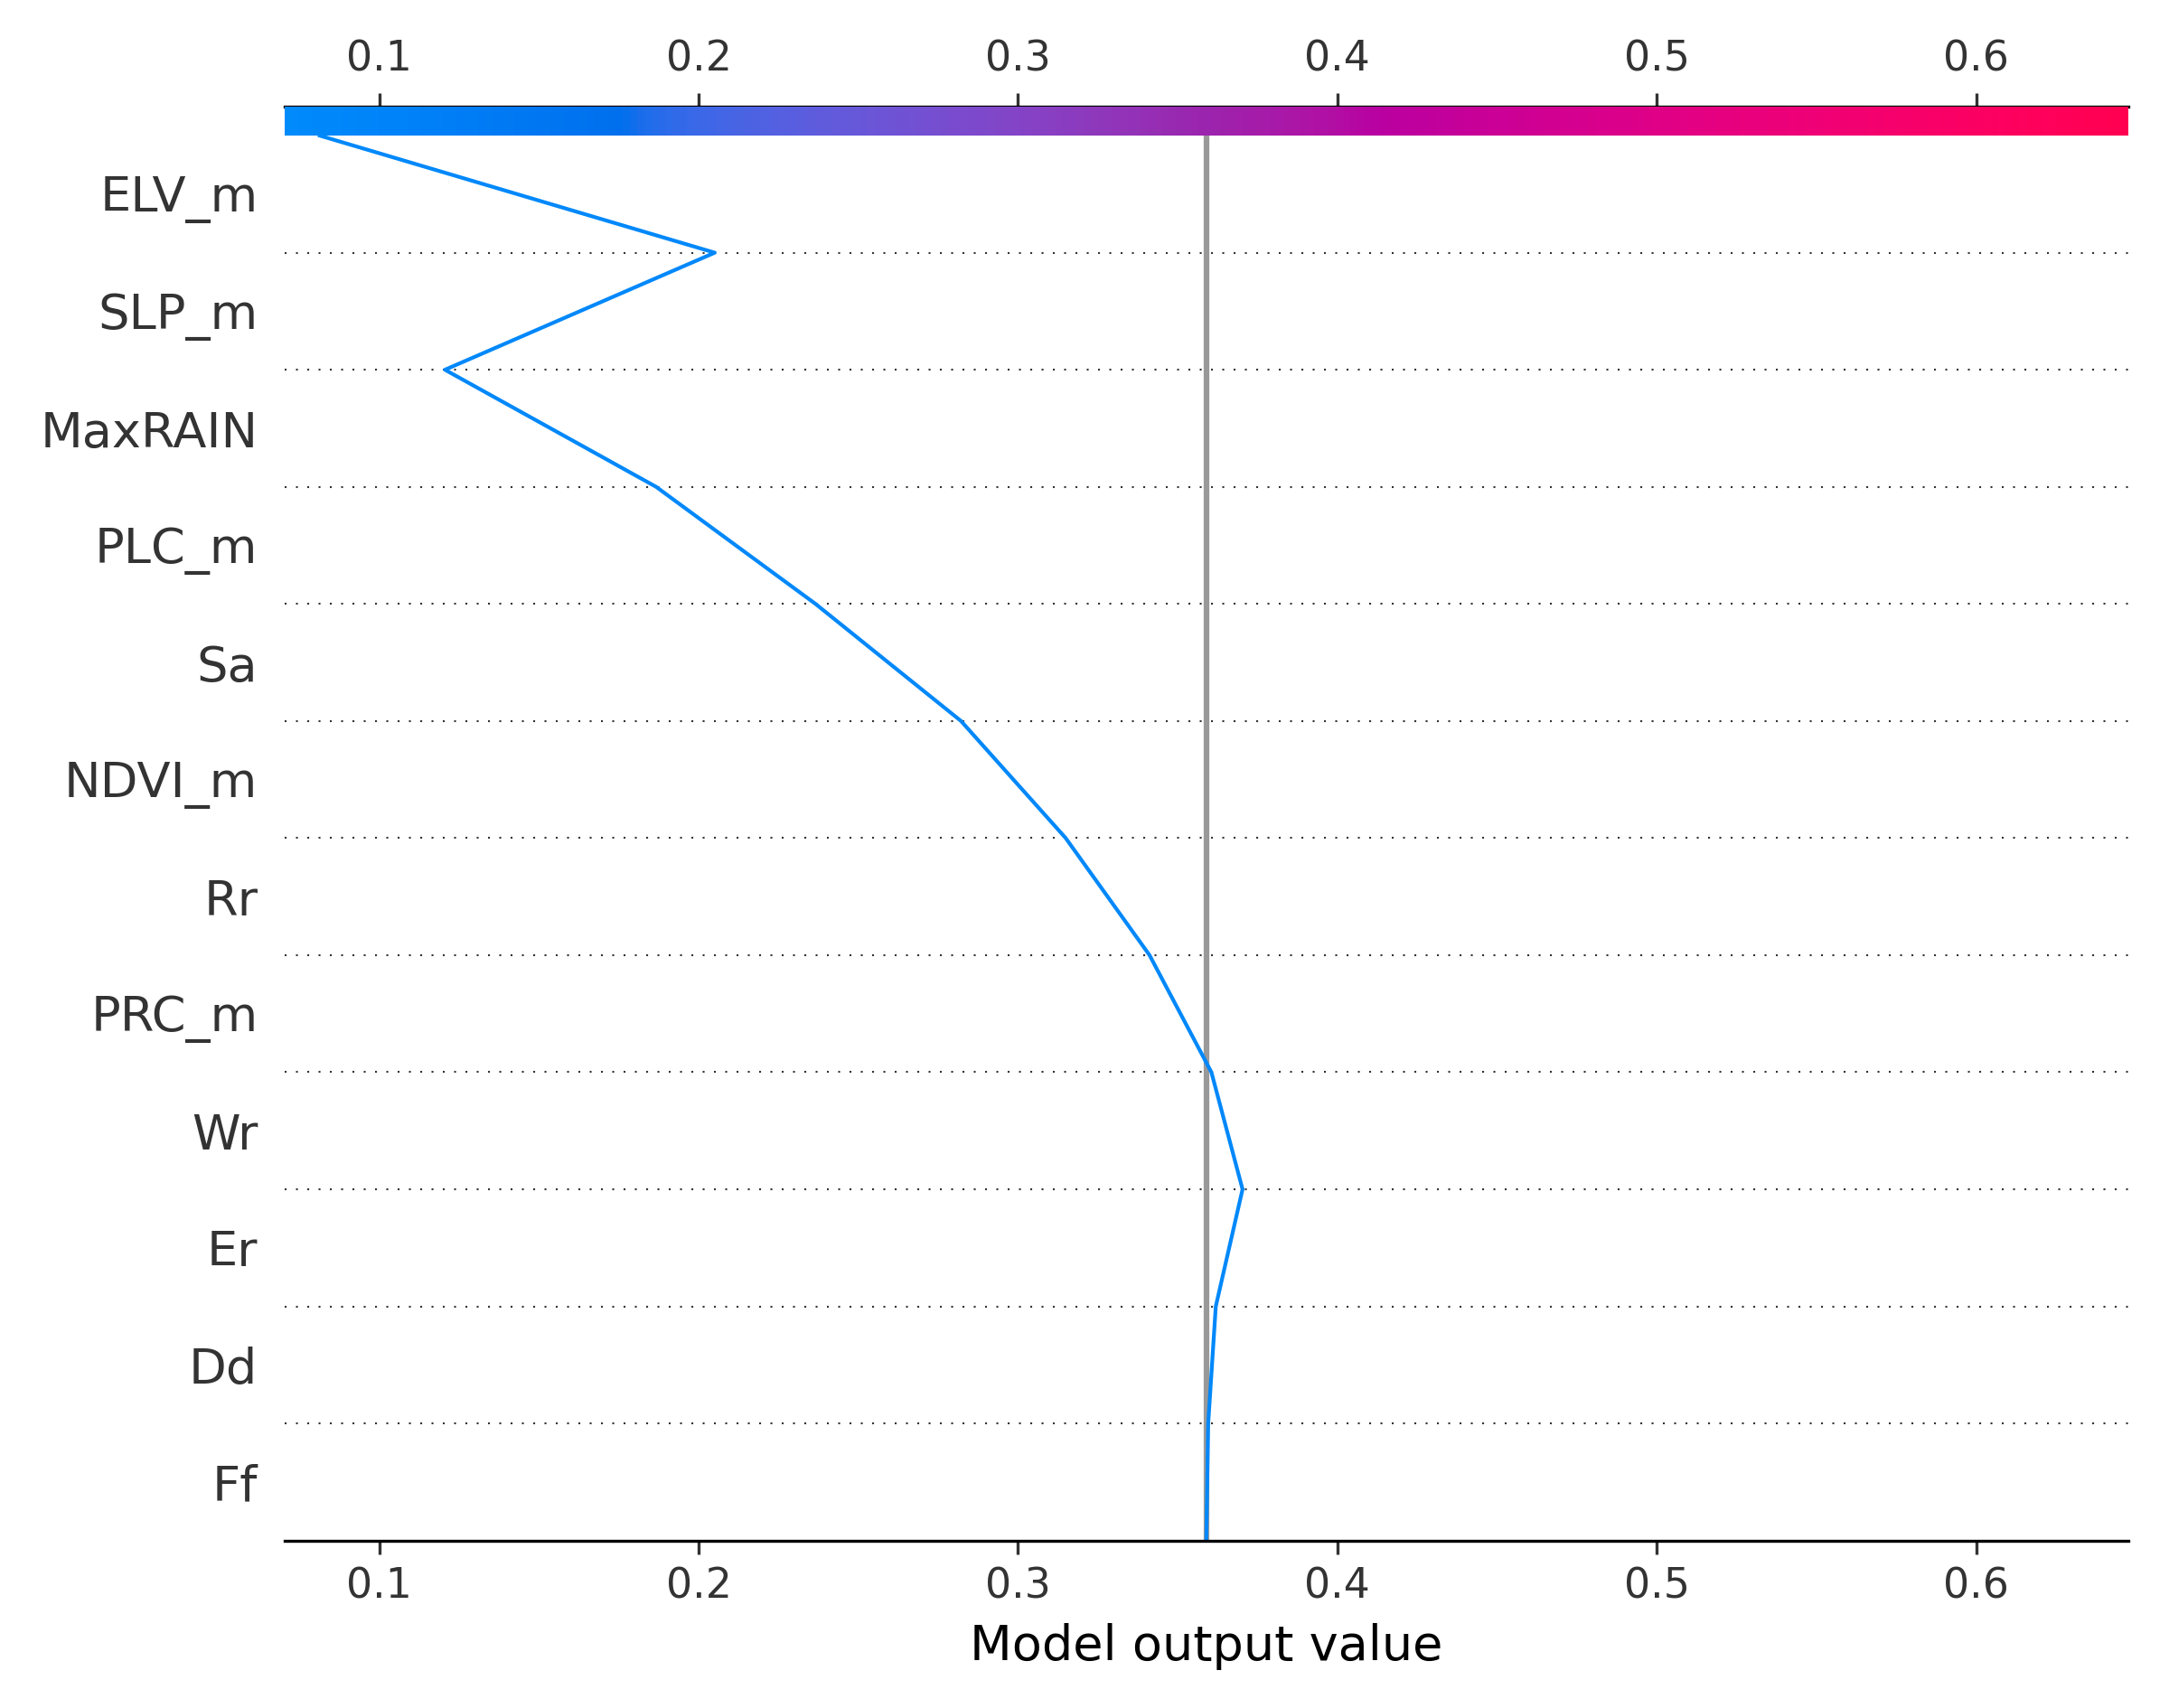 0.1 0.2 0.3 0.4 0.5 0.6
ELV_m
SLP_m
MaxRAIN
PLC_m
Sa
NDVI_m
Rr
PRC_m
Wr
Er
Dd
Ff
0.1 0.2 0.3 0.4 0.5 0.6
Model output value